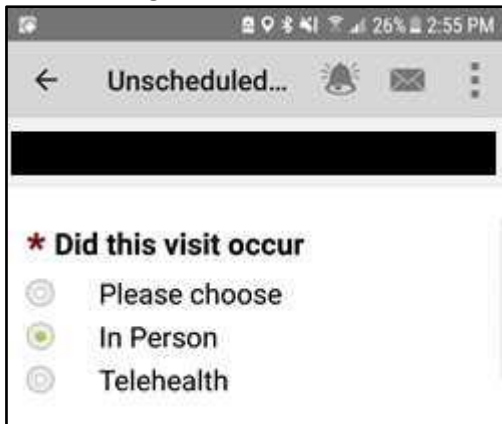 26% 2:55 PM
Unscheduled...
* Did this visit occur
Please choose
In Person
Telehealth